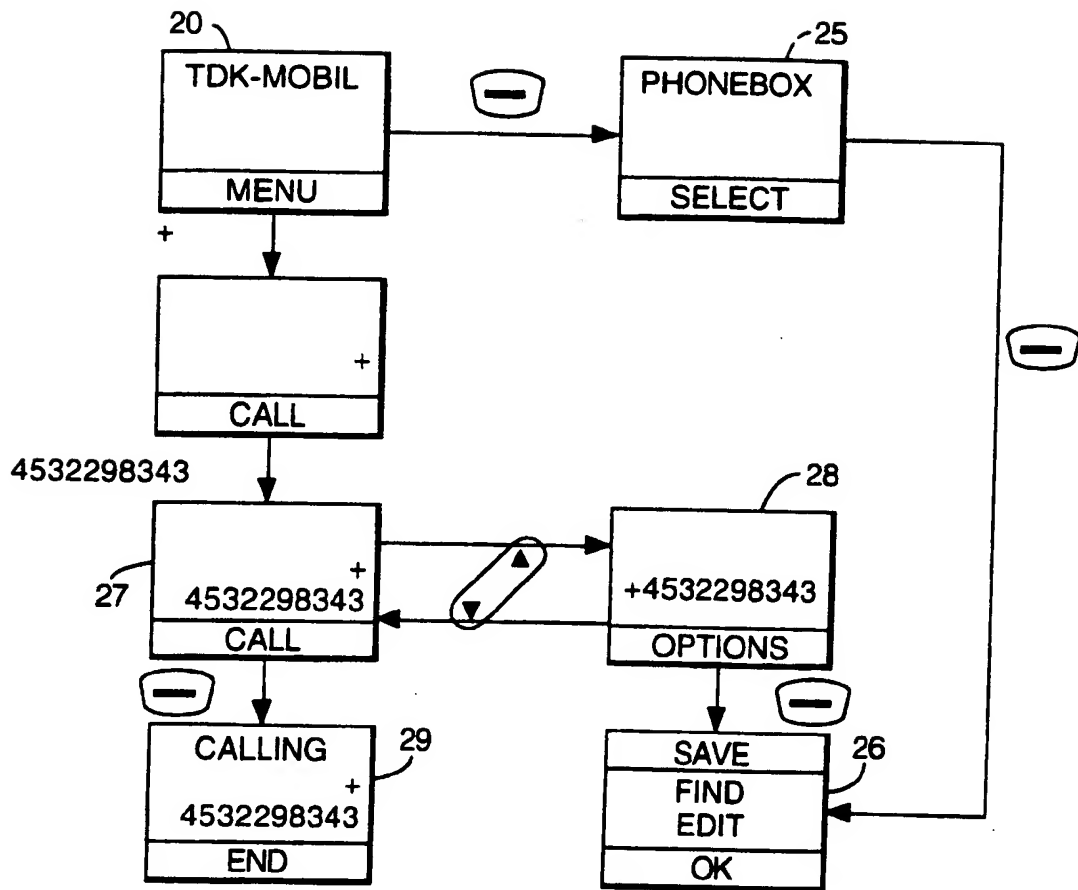 20
TDK-MOBIL
MENU
25
PHONEBOX
SELECT
+
+
CALL
4532298343
27
+
4532298343
CALL
28
+4532298343
OPTIONS
CALLING
+
4532298343
END
29
SAVE
FIND
EDIT
OK
26